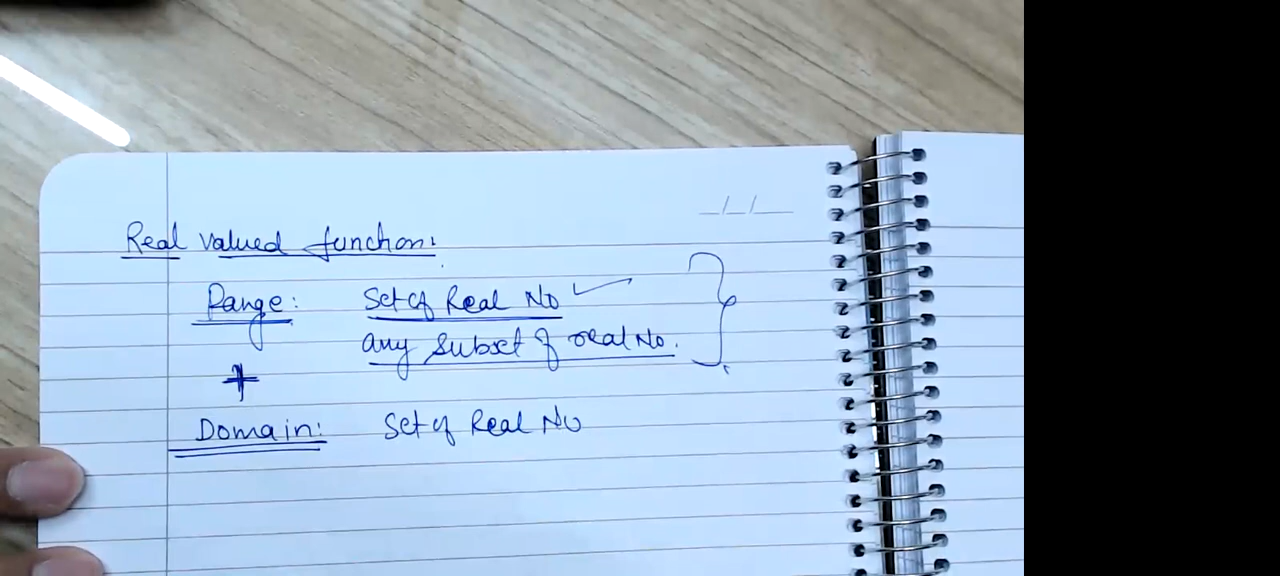 Real valued function:
Range: Set of Real No
any Subset of real No.
+
Domain: Set of Real No